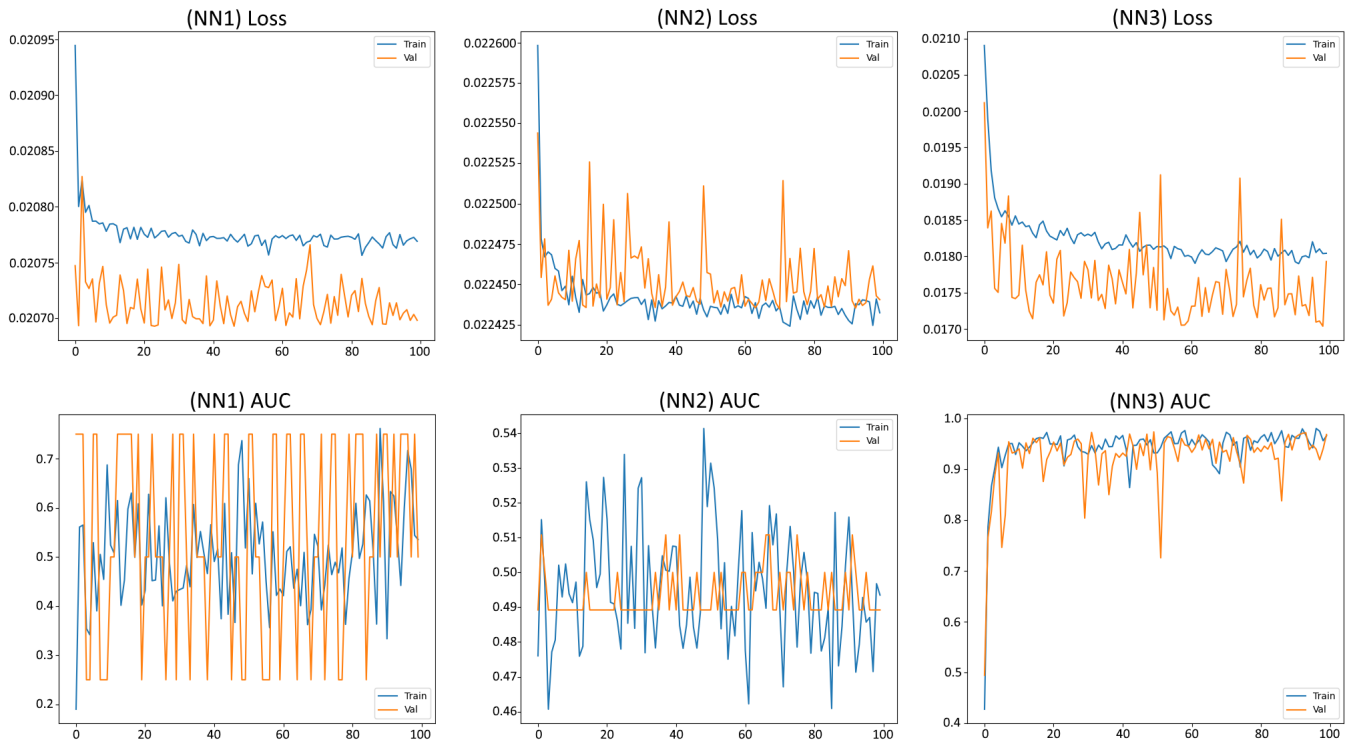 (NN1) Loss
0.02095
0.02090
0.02085
0.02080
0.02075
0.02070
0 20 40 60 80 100
Train
Val
(NN2) Loss
0.022600
0.022575
0.022550
0.022525
0.022500
0.022475
0.022450
0.022425
0 20 40 60 80 100
Train
Val
(NN3) Loss
0.0210
0.0205
0.0200
0.0195
0.0190
0.0185
0.0180
0.0175
0.0170
0 20 40 60 80 100
Train
Val
(NN1) AUC
0.7
0.6
0.5
0.4
0.3
0.2
0 20 40 60 80 100
Train
Val
(NN2) AUC
0.54
0.53
0.52
0.51
0.50
0.49
0.48
0.47
0.46
0 20 40 60 80 100
Train
Val
(NN3) AUC
1.0
0.9
0.8
0.7
0.6
0.5
0.4
0 20 40 60 80 100
Train
Val